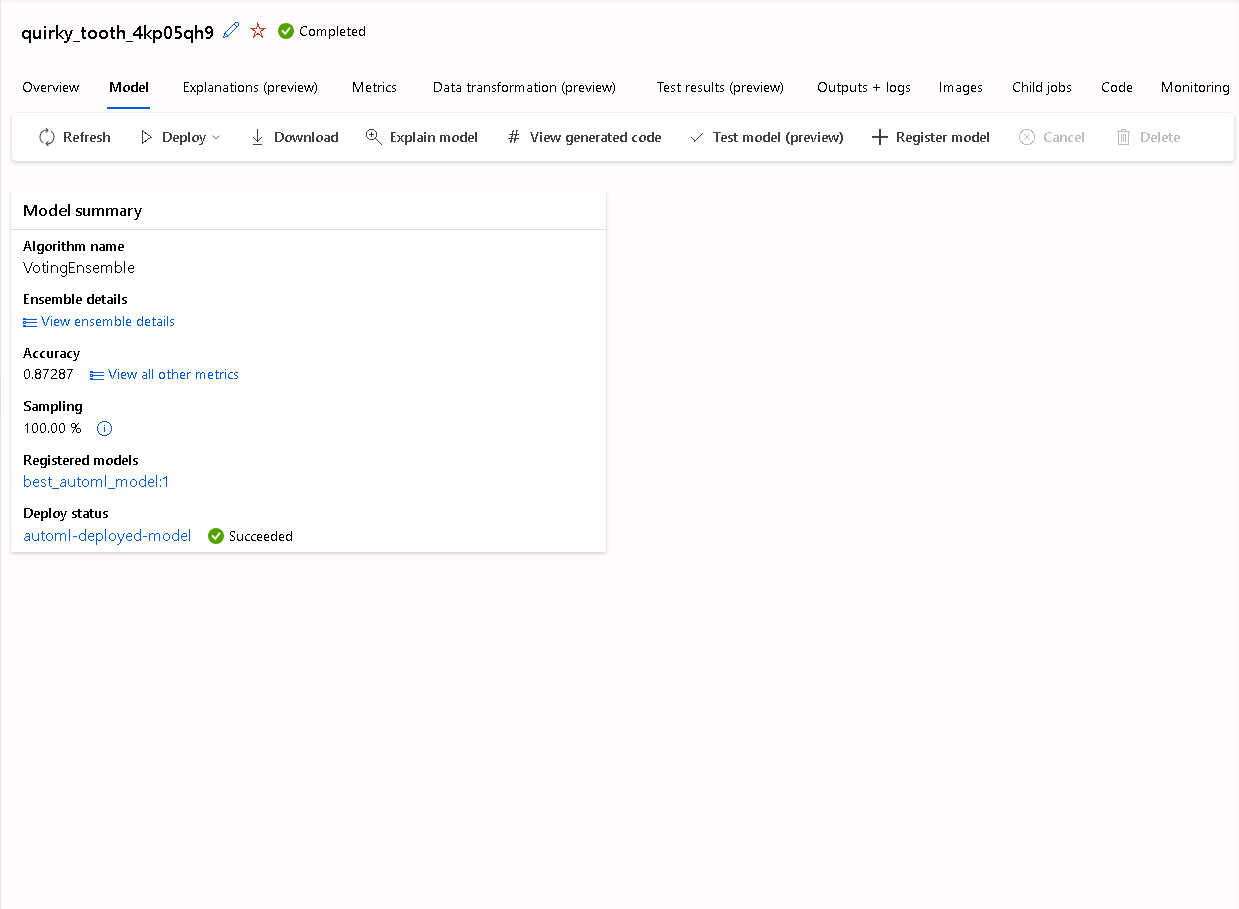 quirky_tooth_4kp05qh9 Completed
Overview Model Explanations (preview) Metrics Data transformation (preview) Test results (preview) Outputs + logs Images Child jobs Code Monitoring
Refresh Deploy Download Explain model # View generated code Test model (preview) Register model Cancel Delete
Model summary
Algorithm name
VotingEnsemble
Ensemble details
View ensemble details
Accuracy
0.87287 View all other metrics
Sampling
100.00 %
Registered models
best_automl_model:1
Deploy status
automl-deployed-model Succeeded